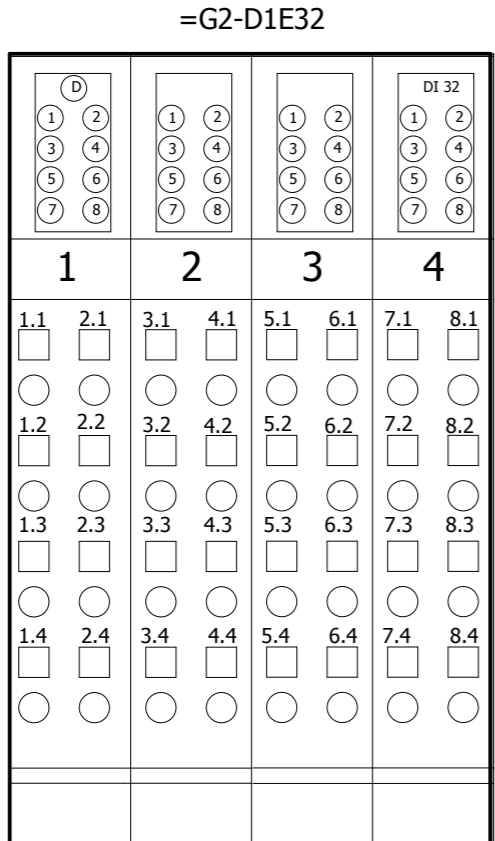 =G2-D1E32
D DI 32
1 2 1 2 1 2 1 2
3 4 3 4 3 4 3 4
5 6 5 6 5 6 5 6
7 8 7 8 7 8 7 8
1 2 3 4
1.1 2.1 3.1 4.1 5.1 6.1 7.1 8.1
1.2 2.2 3.2 4.2 5.2 6.2 7.2 8.2
1.3 2.3 3.3 4.3 5.3 6.3 7.3 8.3
1.4 2.4 3.4 4.4 5.4 6.4 7.4 8.4